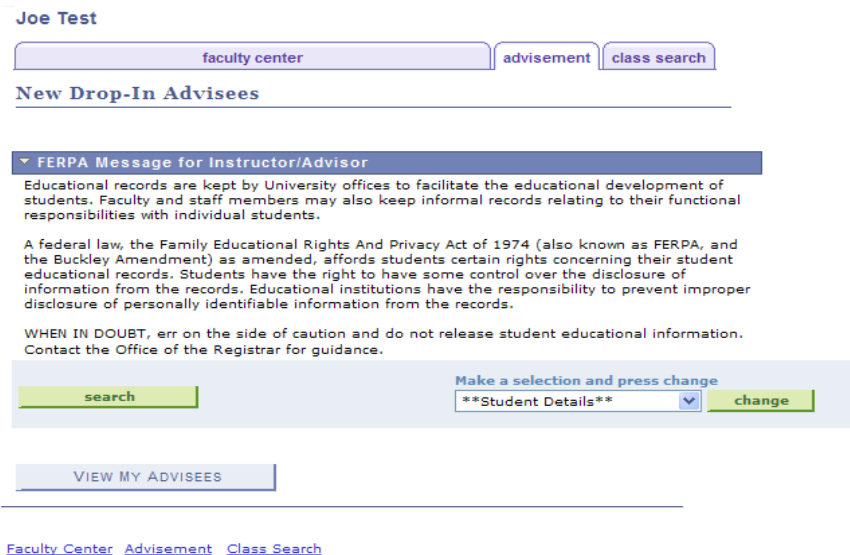 Joe Test
faculty center advisement class search
New Drop-In Advisees
FERPA Message for Instructor/Advisor
Educational records are kept by University offices to facilitate the educational development of
students. Faculty and staff members may also keep informal records relating to their functional
responsibilities with individual students.
A federal law, the Family Educational Rights And Privacy Act of 1974 (also known as FERPA, and
the Buckley Amendment) as amended, affords students certain rights concerning their student
educational records. Students have the right to have some control over the disclosure of
information from the records. Educational institutions have the responsibility to prevent improper
disclosure of personally identifiable information from the records.
WHEN IN DOUBT, err on the side of caution and do not release student educational information.
Contact the Office of the Registrar for guidance.
Make a selection and press change
search **Student Details** change
VIEW MY ADVISEES
Faculty Center Advisement Class Search